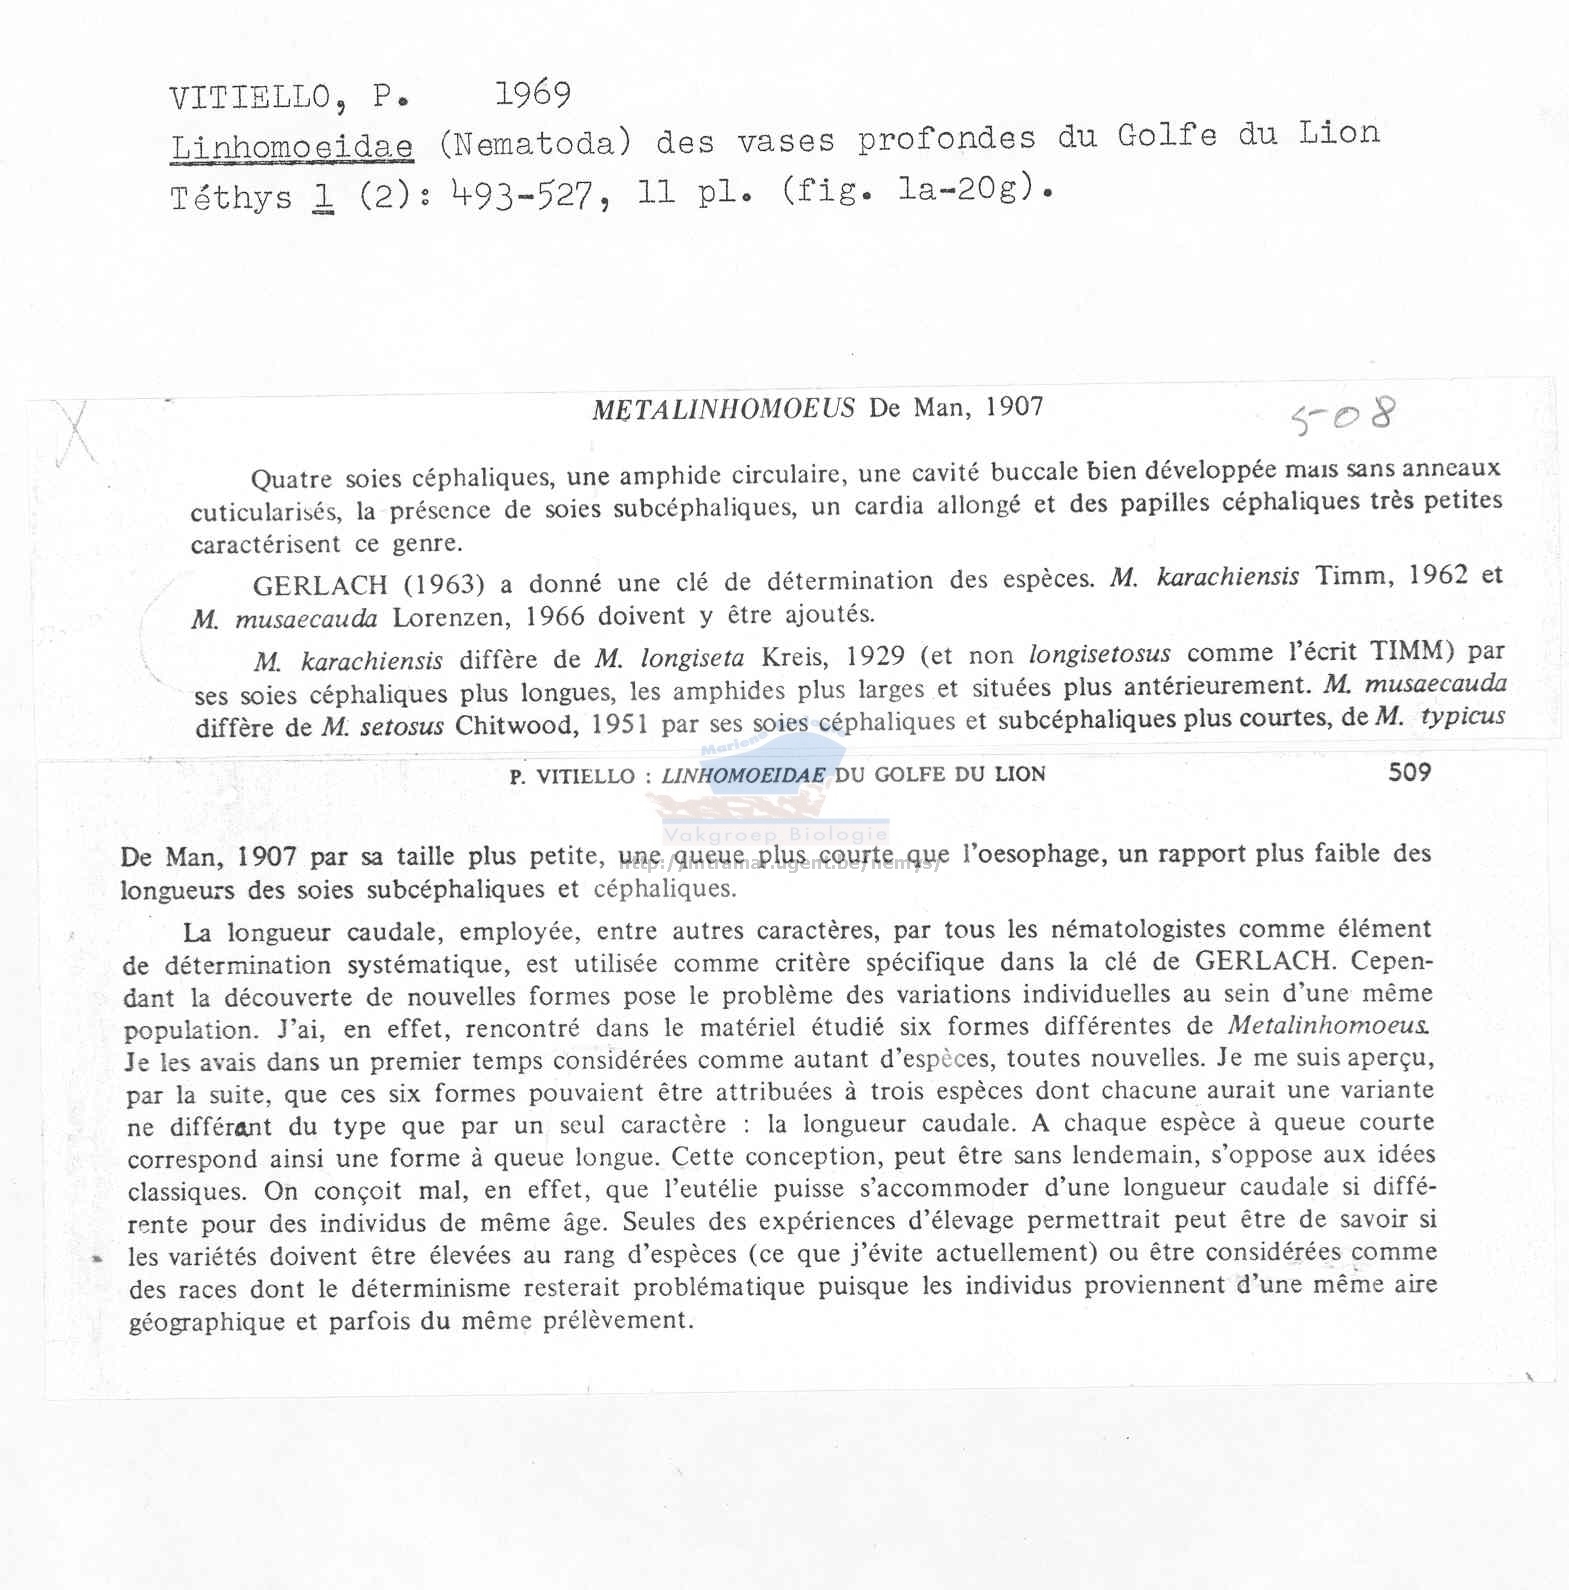 VITIELLO, P. 1969
Linhomoeidae (Nematoda) des vases profondes du Golfe du Lion
Téthys 1 (2): 493-527, 11 pl. (fig. 1a-20g).
METALINHOMOEUS De Man, 1907
508
Quatre soies céphaliques, une amphide circulaire, une cavité buccale bien développée mais sans anneaux
cuticularisés, la présence de soies subcéphaliques, un cardia allongé et des papilles céphaliques très petites
caractérisent ce genre.
GERLACH (1963) a donné une clé de détermination des espèces. M. karachiensis Timm, 1962 et
M. musaecauda Lorenzen, 1966 doivent y être ajoutés.
M. karachiensis diffère de M. longiseta Kreis, 1929 (et non longisetosus comme l'écrit TIMM) par
ses soies céphaliques plus longues, les amphides plus larges et situées plus antérieurement. M. musaecauda
diffère de M. setosus Chitwood, 1951 par ses soies céphaliques et subcéphaliques plus courtes, de M. typicus
P. VITIELLO : LINHOMOEIDAE DU GOLFE DU LION 509
Vakgroep Biologie
De Man, 1907 par sa taille plus petite, une queue plus courte que l'oesophage, un rapport plus faible des
http://intramar.ugent.be/nemys/
longueurs des soies subcéphaliques et céphaliques.
La longueur caudale, employée, entre autres caractères, par tous les nématologistes comme élément
de détermination systématique, est utilisée comme critère spécifique dans la clé de GERLACH. Cepen-
dant la découverte de nouvelles formes pose le problème des variations individuelles au sein d'une même
population. J'ai, en effet, rencontré dans le matériel étudié six formes différentes de Metalinhomoeus.
Je les avais dans un premier temps considérées comme autant d'espèces, toutes nouvelles. Je me suis aperçu,
par la suite, que ces six formes pouvaient être attribuées à trois espèces dont chacune aurait une variante
ne différant du type que par un seul caractère : la longueur caudale. A chaque espèce à queue courte
correspond ainsi une forme à queue longue. Cette conception, peut être sans lendemain, s'oppose aux idées
classiques. On conçoit mal, en effet, que l'eutélie puisse s'accommoder d'une longueur caudale si diffé-
rente pour des individus de même âge. Seules des expériences d'élevage permettrait peut être de savoir si
les variétés doivent être élevées au rang d'espèces (ce que j'évite actuellement) ou être considérées comme
des races dont le déterminisme resterait problématique puisque les individus proviennent d'une même aire
géographique et parfois du même prélèvement.